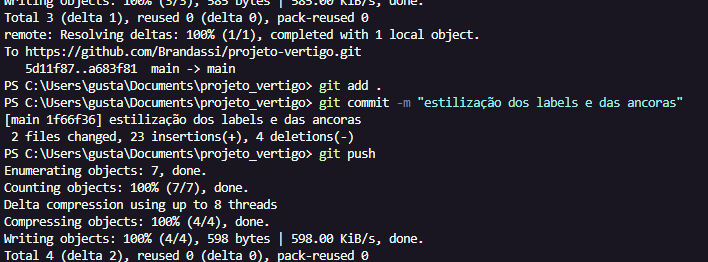 Writing objects: 100% (3/3), 585 bytes | 585.00 KiB/s, done.
Total 3 (delta 1), reused 0 (delta 0), pack-reused 0
remote: Resolving deltas: 100% (1/1), completed with 1 local object.
To https://github.com/Brandassi/projeto-vertigo.git
   5d11f87..a683f81  main -> main
PS C:\Users\gusta\Documents\projeto_vertigo> git add .
PS C:\Users\gusta\Documents\projeto_vertigo> git commit -m "estilização dos labels e das ancoras"
[main 1f66f36] estilização dos labels e das ancoras
 2 files changed, 23 insertions(+), 4 deletions(-)
PS C:\Users\gusta\Documents\projeto_vertigo> git push
Enumerating objects: 7, done.
Counting objects: 100% (7/7), done.
Delta compression using up to 8 threads
Compressing objects: 100% (4/4), done.
Writing objects: 100% (4/4), 598 bytes | 598.00 KiB/s, done.
Total 4 (delta 2), reused 0 (delta 0), pack-reused 0